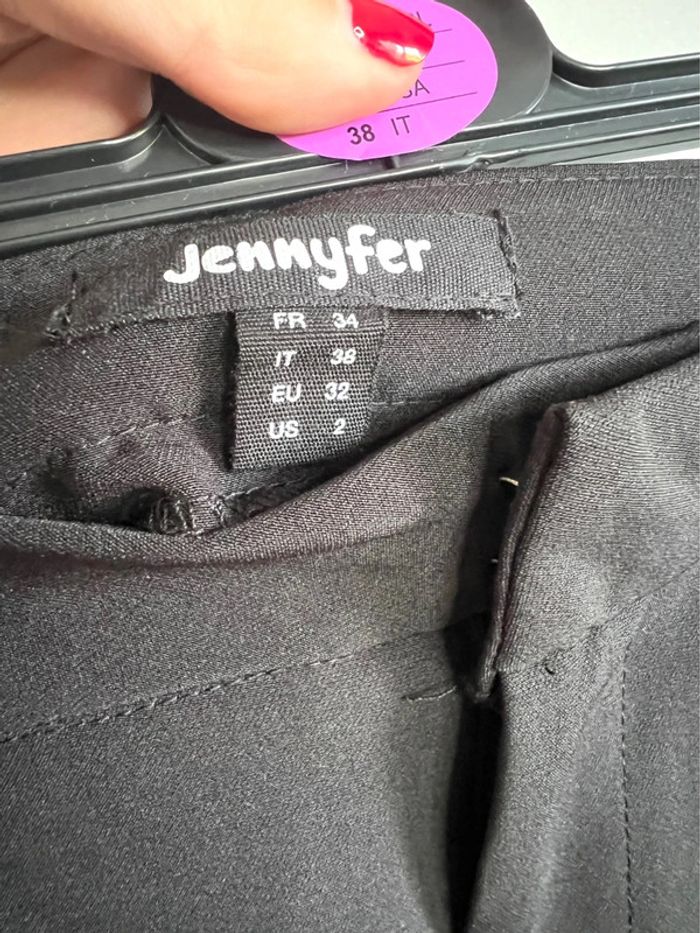 38 IT
Jennyfer
FR 34
IT 38
EU 32
US 2